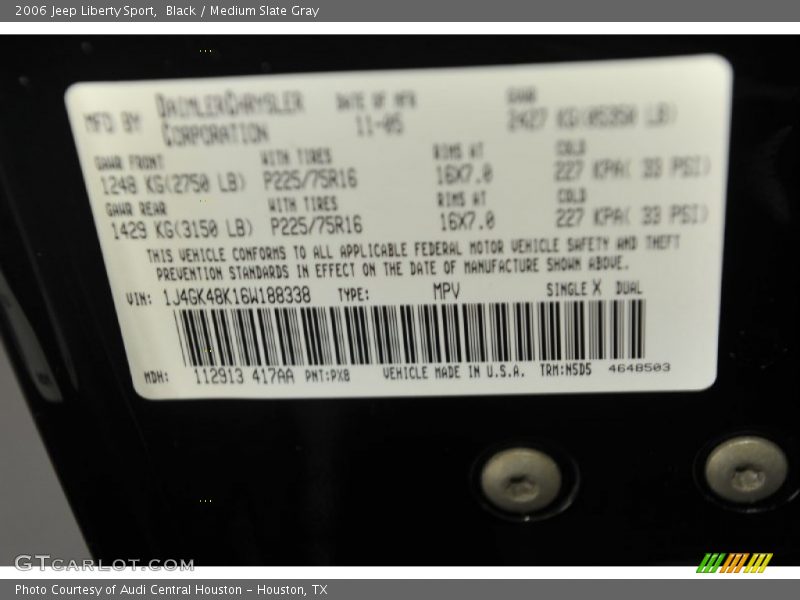 2006 Jeep Liberty Sport,  Black / Medium Slate Gray
MFD BY DAIMLERCHRYSLER CORPORATION
DATE OF MFR 11-05
GVWR 2427 KG(05350 LB)
GAWR FRONT WITH TIRES RIMS AT COLD
1248 KG(2750 LB) P225/75R16 16X7.0 227 KPA( 33 PSI)
GAWR REAR WITH TIRES RIMS AT COLD
1429 KG(3150 LB) P225/75R16 16X7.0 227 KPA( 33 PSI)
THIS VEHICLE CONFORMS TO ALL APPLICABLE FEDERAL MOTOR VEHICLE SAFETY AND THEFT
PREVENTION STANDARDS IN EFFECT ON THE DATE OF MANUFACTURE SHOWN ABOVE.
VIN: 1J4GK48K16W188338 TYPE: MPV SINGLE X DUAL
MDH: 112913 417AA PNT:PX8 VEHICLE MADE IN U.S.A. TRM:N5D5 4648503
GTCARLOT.COM
Photo Courtesy of Audi Central Houston - Houston, TX